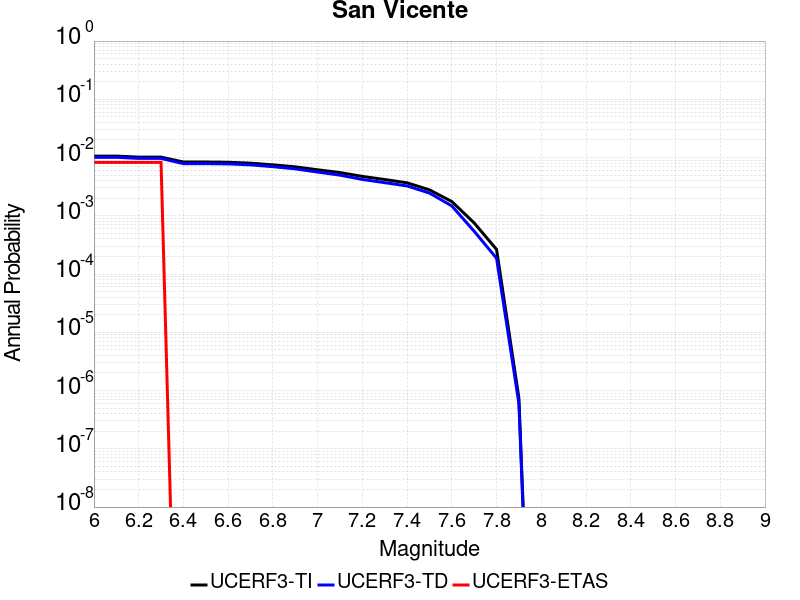 San Vicente
10^0
10^-1
10^-2
10^-3
10^-4
10^-5
10^-6
10^-7
10^-8
Annual Probability
6 6.2 6.4 6.6 6.8 7 7.2 7.4 7.6 7.8 8 8.2 8.4 8.6 8.8 9
Magnitude
UCERF3-TI UCERF3-TD UCERF3-ETAS